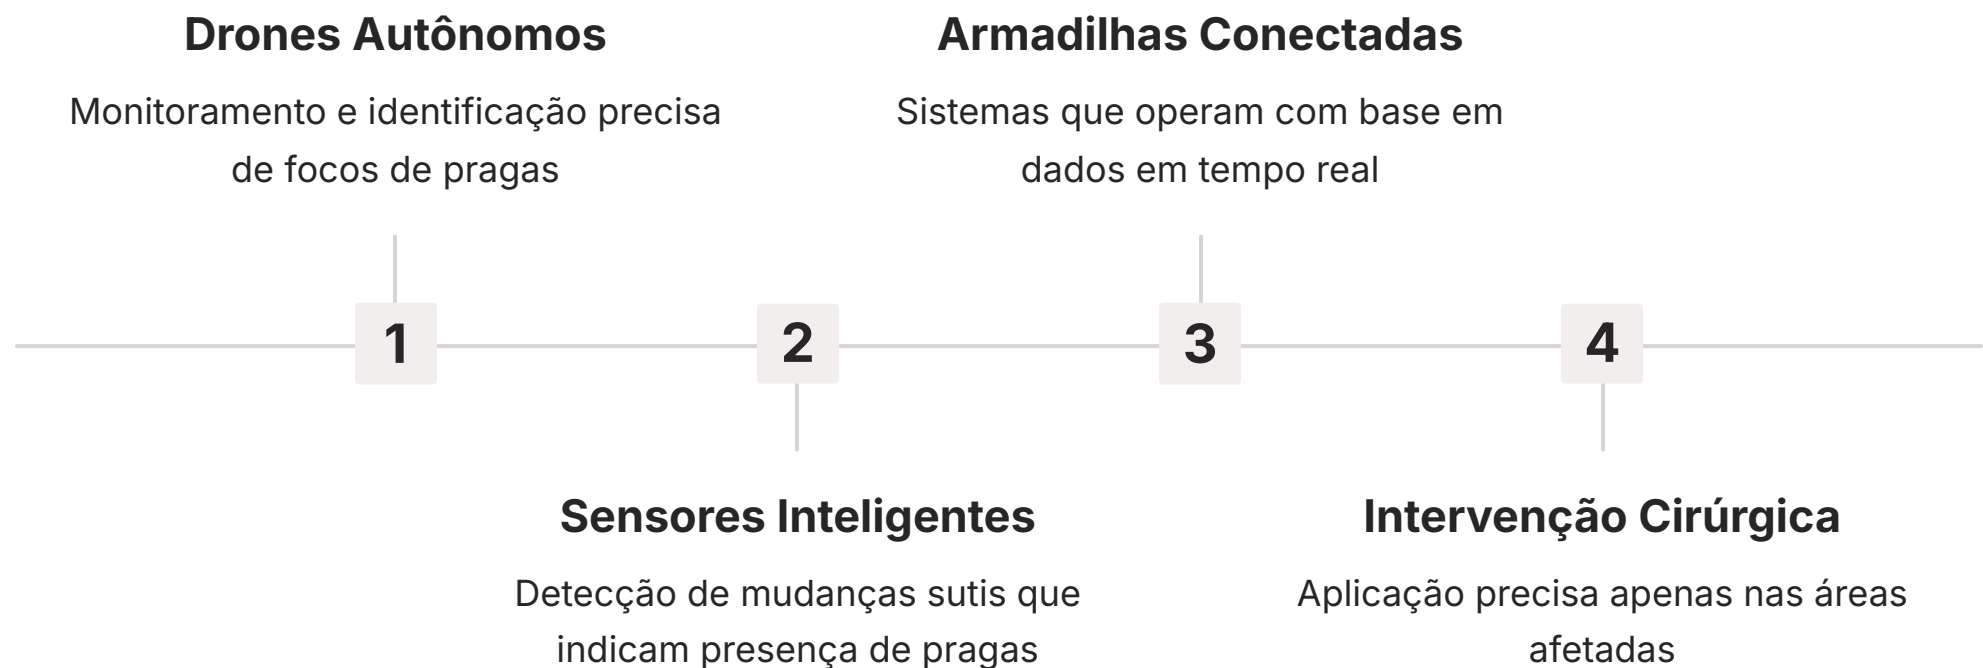 Drones Autônomos
Monitoramento e identificação precisa
de focos de pragas
Armadilhas Conectadas
Sistemas que operam com base em
dados em tempo real
1
2
3
4
Sensores Inteligentes
Detecção de mudanças sutis que
indicam presença de pragas
Intervenção Cirúrgica
Aplicação precisa apenas nas áreas
afetadas